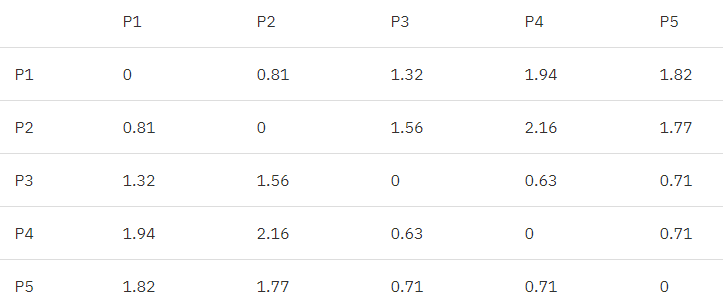 P1 P2 P3 P4 P5
P1 0 0.81 1.32 1.94 1.82
P2 0.81 0 1.56 2.16 1.77
P3 1.32 1.56 0 0.63 0.71
P4 1.94 2.16 0.63 0 0.71
P5 1.82 1.77 0.71 0.71 0